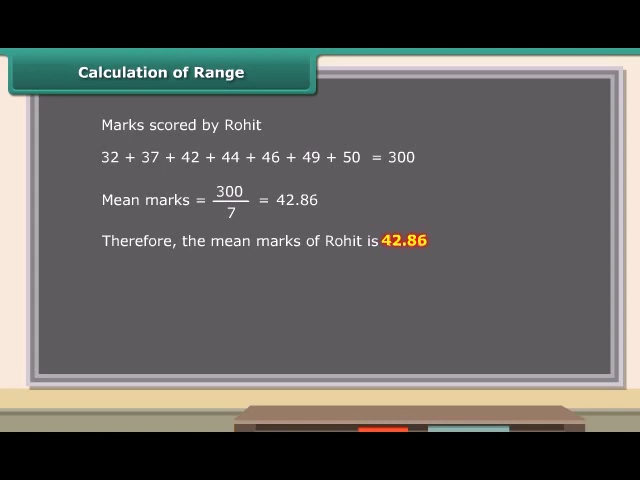 Calculation of Range
Marks scored by Rohit
32 + 37 + 42 + 44 + 46 + 49 + 50 = 300
Mean marks = 300/7 = 42.86
Therefore, the mean marks of Rohit is 42.86